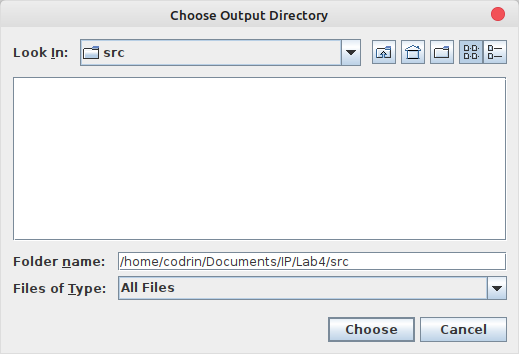 Choose Output Directory
Look In: src
Folder name: /home/codrin/Documents/IP/Lab4/src
Files of Type: All Files
Choose Cancel